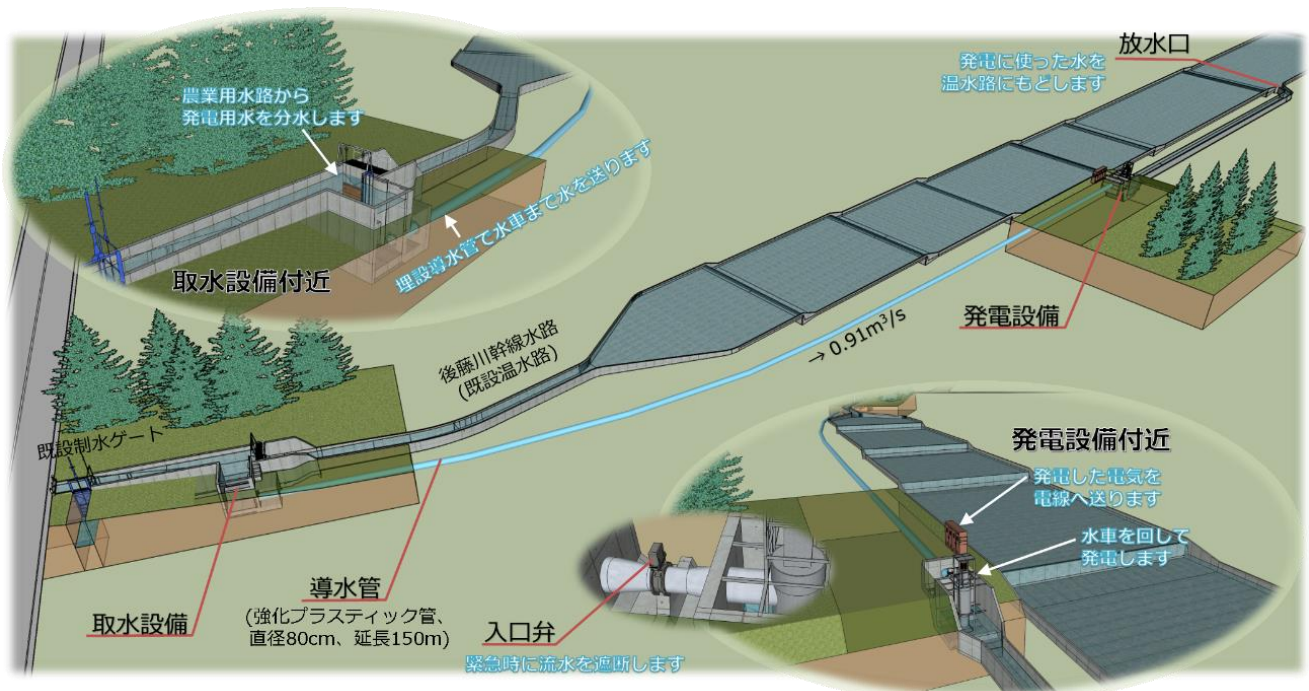 放水口
発電に使った水を
温水路にもどします
農業用水路から
発電用水を分水します
埋設導水管で水車まで水を送ります
取水設備付近
発電設備
→ 0.91m³/s
後藤川幹線水路
(既設温水路)
既設制水ゲート
発電設備付近
発電した電気を
電線へ送ります
水車を回して
発電します
導水管
(強化プラスティック管、
直径80cm、延長150m)
取水設備
入口弁
緊急時に流水を遮断します